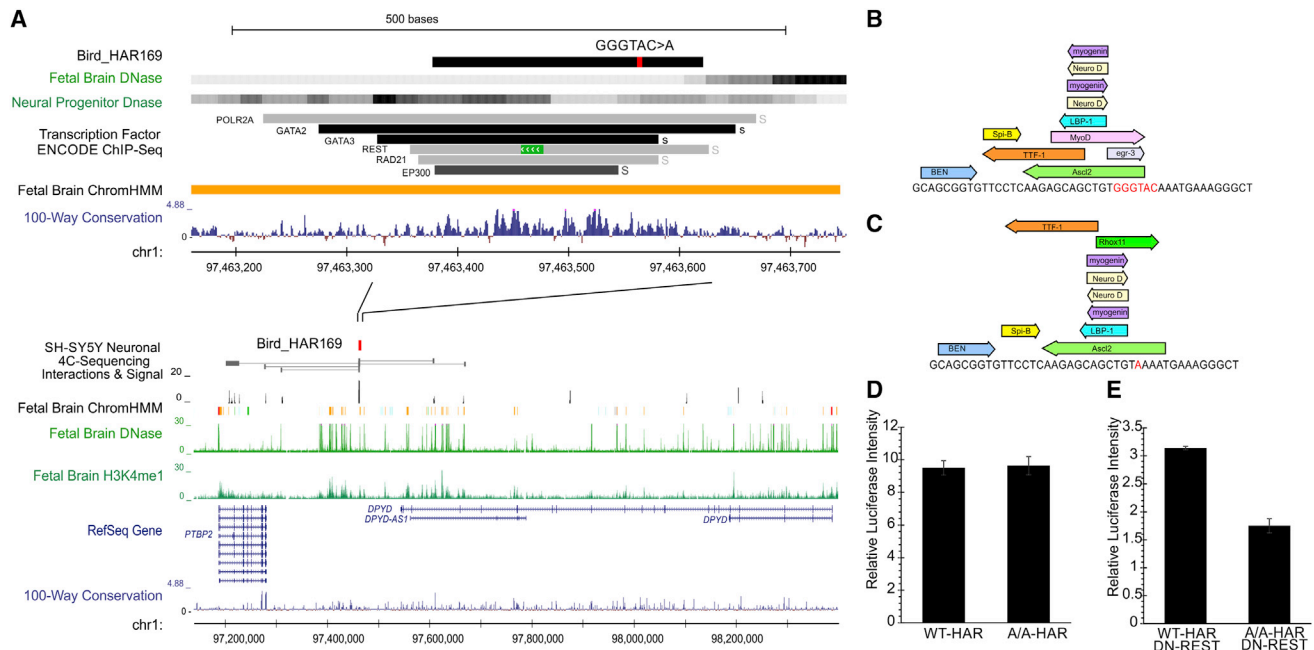 A
500 bases
GGGTAC>A
Bird_HAR169
Fetal Brain DNase
Neural Progenitor Dnase
POLR2A
S
Transcription Factor
ENCODE ChIP-Seq
GATA2
s
GATA3
s
REST
S
RAD21
S
EP300
S
Fetal Brain ChromHMM
4.88
100-Way Conservation
0
chr1:
97,463,200
97,463,300
97,463,400
97,463,500
97,463,600
97,463,700
Bird_HAR169
SH-SY5Y Neuronal
4C-Sequencing
Interactions & Signal
20
0
Fetal Brain ChromHMM
30
Fetal Brain DNase
0
30
Fetal Brain H3K4me1
0
RefSeq Gene
PTBP2
DPYD
DPYD-AS1
DPYD
4.88
100-Way Conservation
0
chr1:
97,200,000
97,400,000
97,600,000
97,800,000
98,000,000
98,200,000
B
myogenin
Neuro D
myogenin
Neuro D
LBP-1
Spi-B
MyoD
TTF-1
egr-3
BEN
Ascl2
GCAGCGGTGTTCCTCAAGAGCAGCTGTGGGTACAAATGAAAGGGCT
C
TTF-1
Rhox11
myogenin
Neuro D
Neuro D
myogenin
Spi-B
LBP-1
BEN
Ascl2
GCAGCGGTGTTCCTCAAGAGCAGCTGTAAAATGAAAGGGCT
D
Relative Luciferase Intensity
12
10
8
6
4
2
0
WT-HAR
A/A-HAR
E
Relative Luciferase Intensity
3.5
3
2.5
2
1.5
1
0.5
0
WT-HAR
DN-REST
A/A-HAR
DN-REST